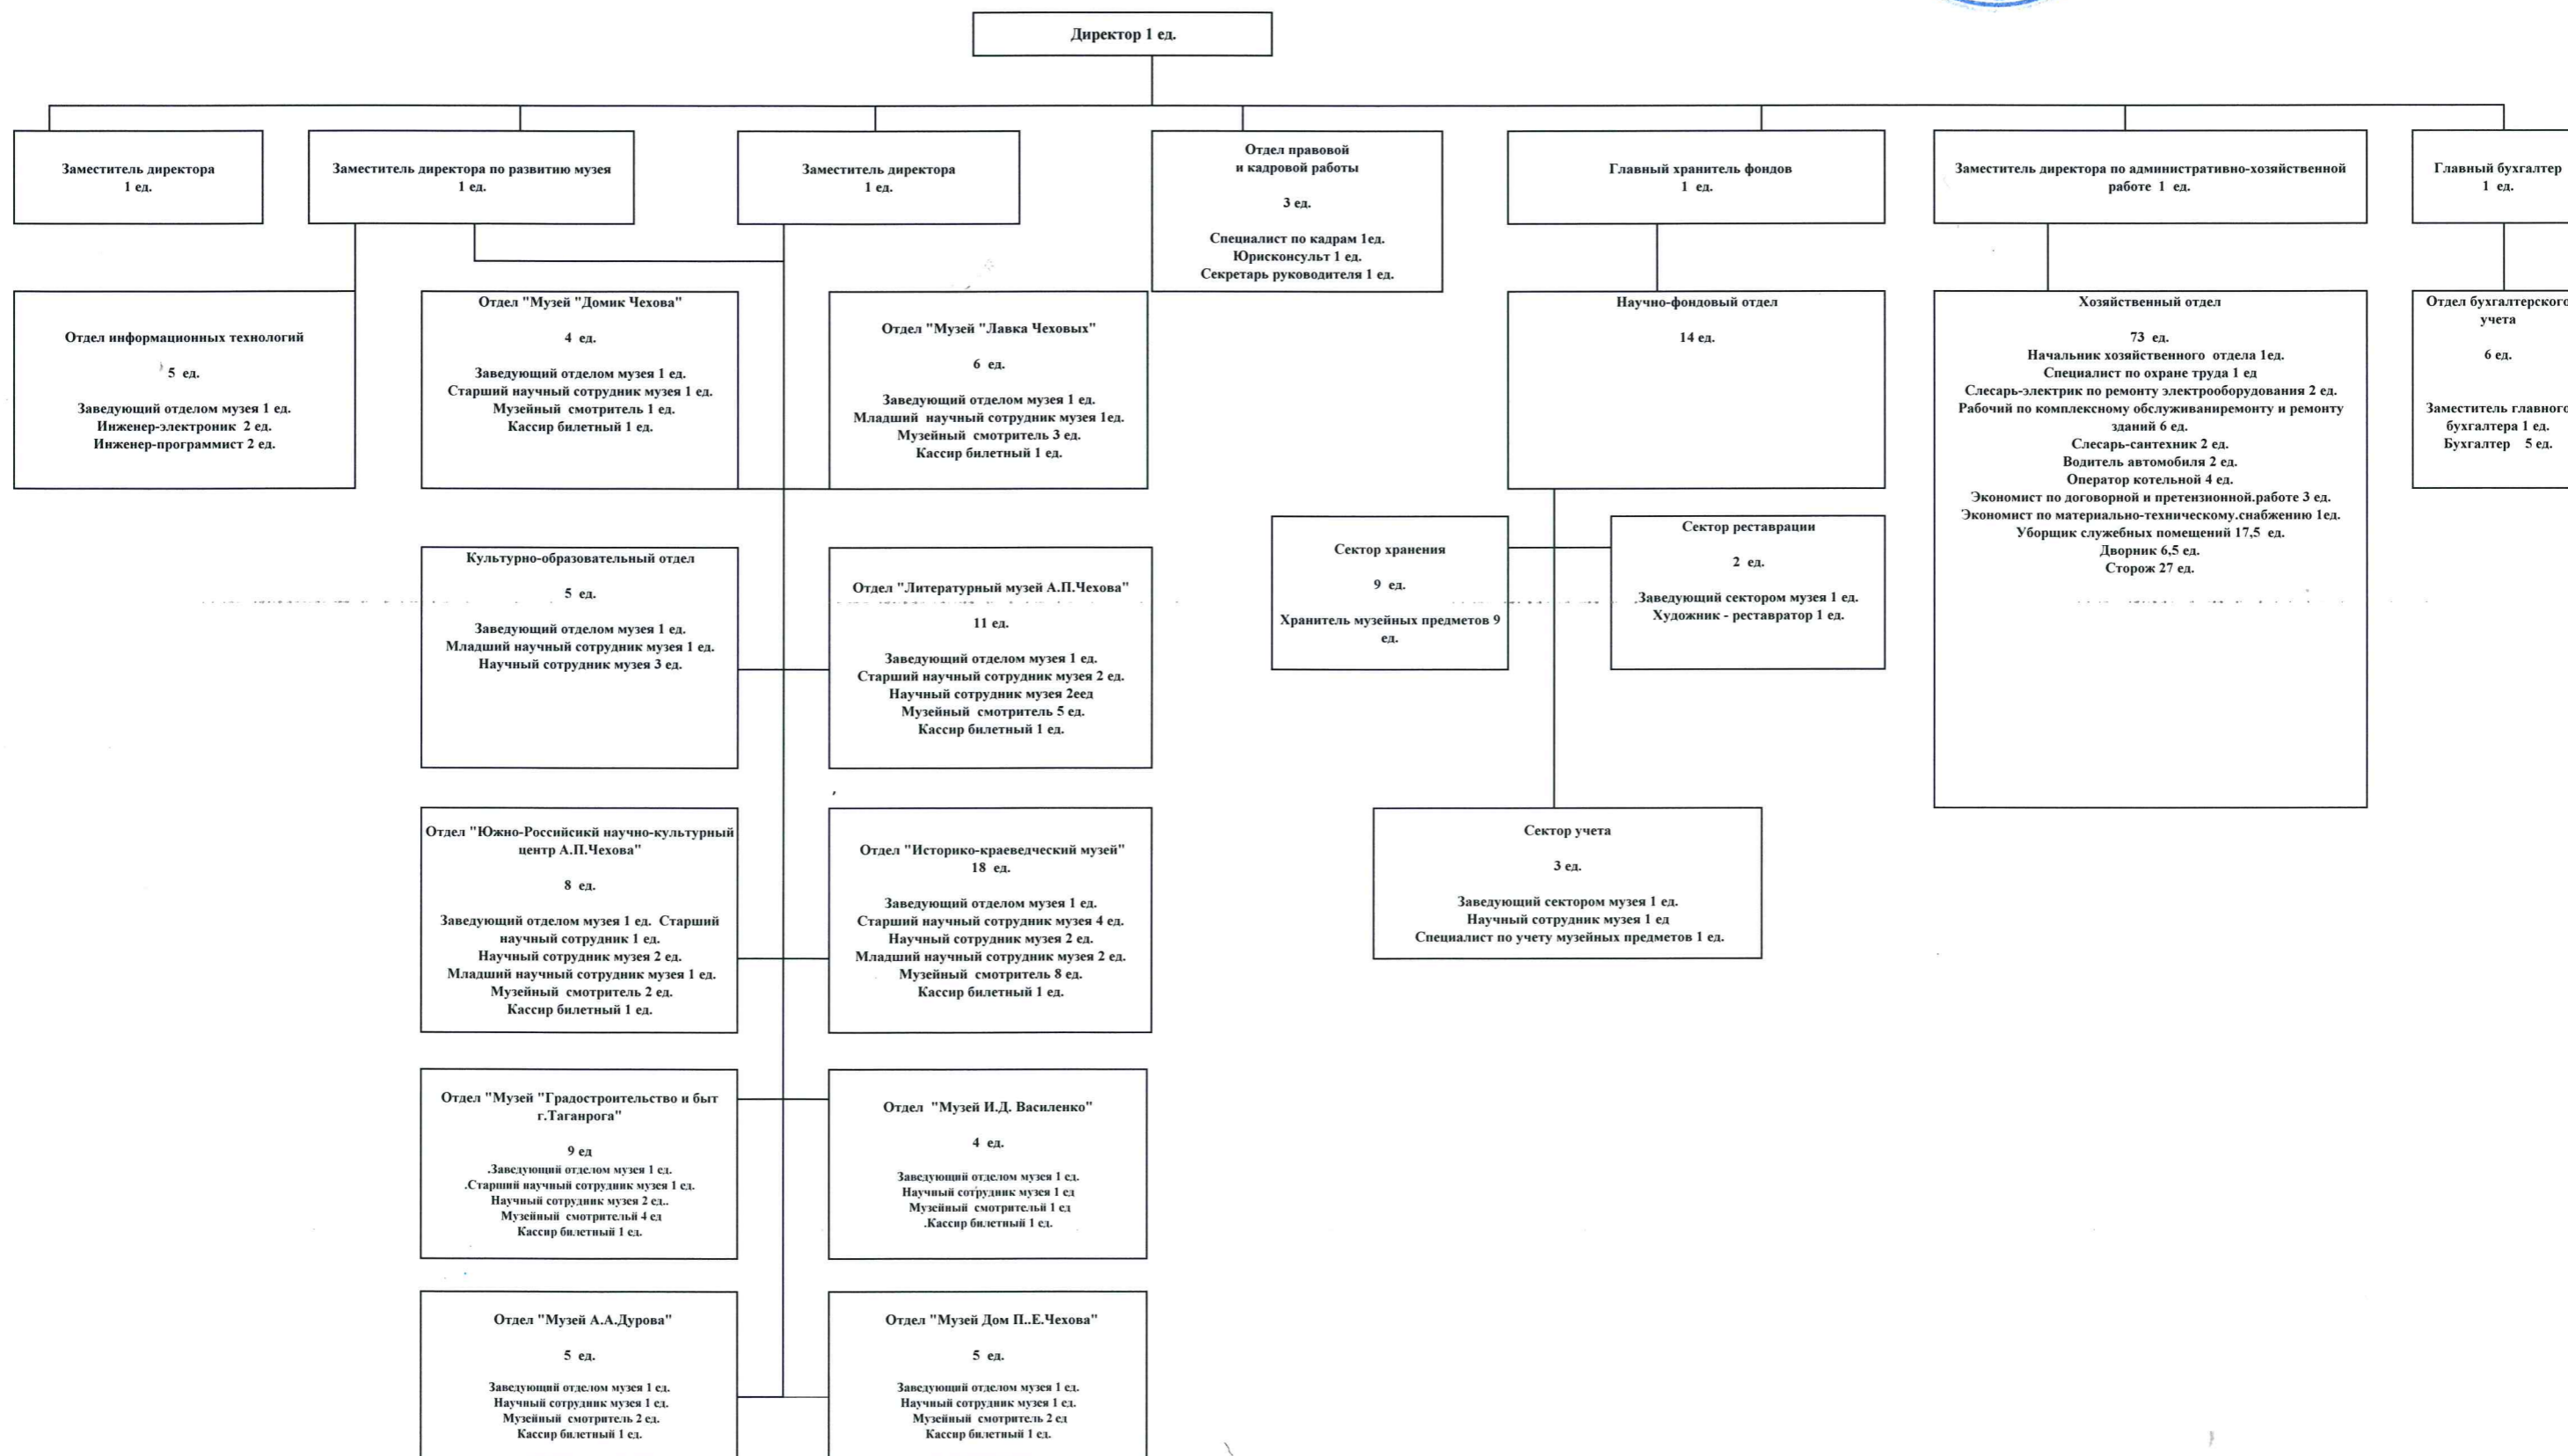 Директор 1 ед.
Заместитель директора
1 ед.
Заместитель директора по развитию музея
1 ед.
Заместитель директора
1 ед.
Отдел правовой
и кадровой работы
3 ед.
Специалист по кадрам 1ед.
Юрисконсульт 1 ед.
Секретарь руководителя 1 ед.
Главный хранитель фондов
1 ед.
Заместитель директора по административно-хозяйственной
работе 1 ед.
Главный бухгалтер
1 ед.
Отдел информационных технологий
5 ед.
Заведующий отделом музея 1 ед.
Инженер-электроник 2 ед.
Инженер-программист 2 ед.
Отдел "Музей "Домик Чехова"
4 ед.
Заведующий отделом музея 1 ед.
Старший научный сотрудник музея 1 ед.
Музейный смотритель 1 ед.
Кассир билетный 1 ед.
Отдел "Музей "Лавка Чеховых"
6 ед.
Заведующий отделом музея 1 ед.
Младший научный сотрудник музея 1ед.
Музейный смотритель 3 ед.
Кассир билетный 1 ед.
Научно-фондовый отдел
14 ед.
Хозяйственный отдел
73 ед.
Начальник хозяйственного отдела 1ед.
Специалист по охране труда 1 ед
Слесарь-электрик по ремонту электрооборудования 2 ед.
Рабочий по комплексному обслуживаниремонту и ремонту
зданий 6 ед.
Слесарь-сантехник 2 ед.
Водитель автомобиля 2 ед.
Оператор котельной 4 ед.
Экономист по договорной и претензионной.работе 3 ед.
Экономист по материально-техническому.снабжению 1ед.
Уборщик служебных помещений 17,5 ед.
Дворник 6,5 ед.
Сторож 27 ед.
Отдел бухгалтерского
учета
6 ед.
Заместитель главного
бухгалтера 1 ед.
Бухгалтер 5 ед.
Сектор хранения
9 ед.
Хранитель музейных предметов 9
ед.
Сектор реставрации
2 ед.
Заведующий сектором музея 1 ед.
Художник - реставратор 1 ед.
Культурно-образовательный отдел
5 ед.
Заведующий отделом музея 1 ед.
Младший научный сотрудник музея 1 ед.
Научный сотрудник музея 3 ед.
Отдел "Литературный музей А.П.Чехова"
11 ед.
Заведующий отделом музея 1 ед.
Старший научный сотрудник музея 2 ед.
Научный сотрудник музея 2еед
Музейный смотритель 5 ед.
Кассир билетный 1 ед.
Отдел "Южно-Российсикй научно-культурный
центр А.П.Чехова"
8 ед.
Заведующий отделом музея 1 ед. Старший
научный сотрудник 1 ед.
Научный сотрудник музея 2 ед.
Младший научный сотрудник музея 1 ед.
Музейный смотритель 2 ед.
Кассир билетный 1 ед.
Отдел "Историко-краеведческий музей"
18 ед.
Заведующий отделом музея 1 ед.
Старший научный сотрудник музея 4 ед.
Научный сотрудник музея 2 ед.
Младший научный сотрудник музея 2 ед.
Музейный смотритель 8 ед.
Кассир билетный 1 ед.
Сектор учета
3 ед.
Заведующий сектором музея 1 ед.
Научный сотрудник музея 1 ед
Специалист по учету музейных предметов 1 ед.
Отдел "Музей "Градостроительство и быт
г.Таганрога"
9 ед
.Заведующий отделом музея 1 ед.
.Старший научный сотрудник музея 1 ед.
Научный сотрудник музея 2 ед..
Музейный смотрительй 4 ед
Кассир билетный 1 ед.
Отдел "Музей И.Д. Василенко"
4 ед.
Заведующий отделом музея 1 ед.
Научный сотрудник музея 1 ед
Музейный смотрительй 1 ед
.Кассир билетный 1 ед.
Отдел "Музей А.А.Дурова"
5 ед.
Заведующий отделом музея 1 ед.
Научный сотрудник музея 1 ед.
Музейный смотритель 2 ед.
Кассир билетный 1 ед.
Отдел "Музей Дом П..Е.Чехова"
5 ед.
Заведующий отделом музея 1 ед.
Научный сотрудник музея 1 ед.
Музейный смотритель 2 ед
Кассир билетный 1 ед.